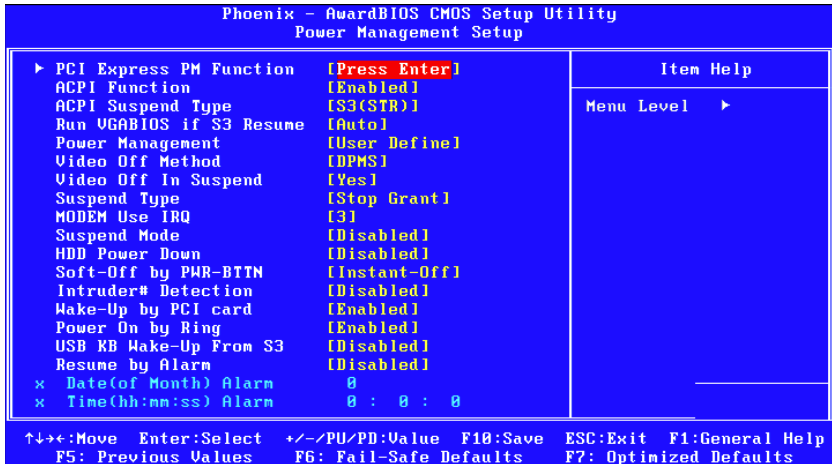 Phoenix - AwardBIOS CMOS Setup Utility
Power Management Setup
▶ PCI Express PM Function [Press Enter]
ACPI Function [Enabled]
ACPI Suspend Type [S3(STR)]
Run VGABIOS if S3 Resume [Auto]
Power Management [User Define]
Video Off Method [DPMS]
Video Off In Suspend [Yes]
Suspend Type [Stop Grant]
MODEM Use IRQ [3]
Suspend Mode [Disabled]
HDD Power Down [Disabled]
Soft-Off by PWR-BTTN [Instant-Off]
Intruder# Detection [Disabled]
Wake-Up by PCI card [Enabled]
Power On by Ring [Enabled]
USB KB Wake-Up From S3 [Disabled]
Resume by Alarm [Disabled]
x Date(of Month) Alarm 0
x Time(hh:mm:ss) Alarm 0 : 0 : 0
Item Help
Menu Level ▶
↑↓→←:Move Enter:Select +/-/PU/PD:Value F10:Save ESC:Exit F1:General Help
F5: Previous Values F6: Fail-Safe Defaults F7: Optimized Defaults